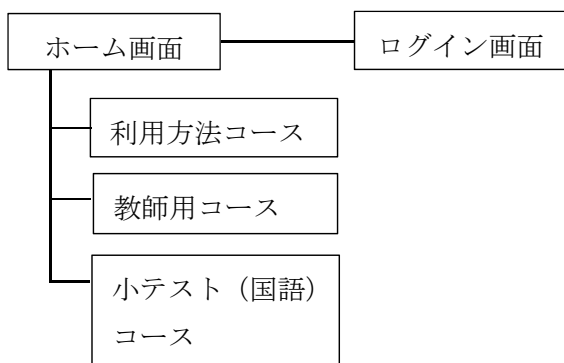 ホーム画面
ログイン画面
利用方法コース
教師用コース
小テスト（国語）
コース